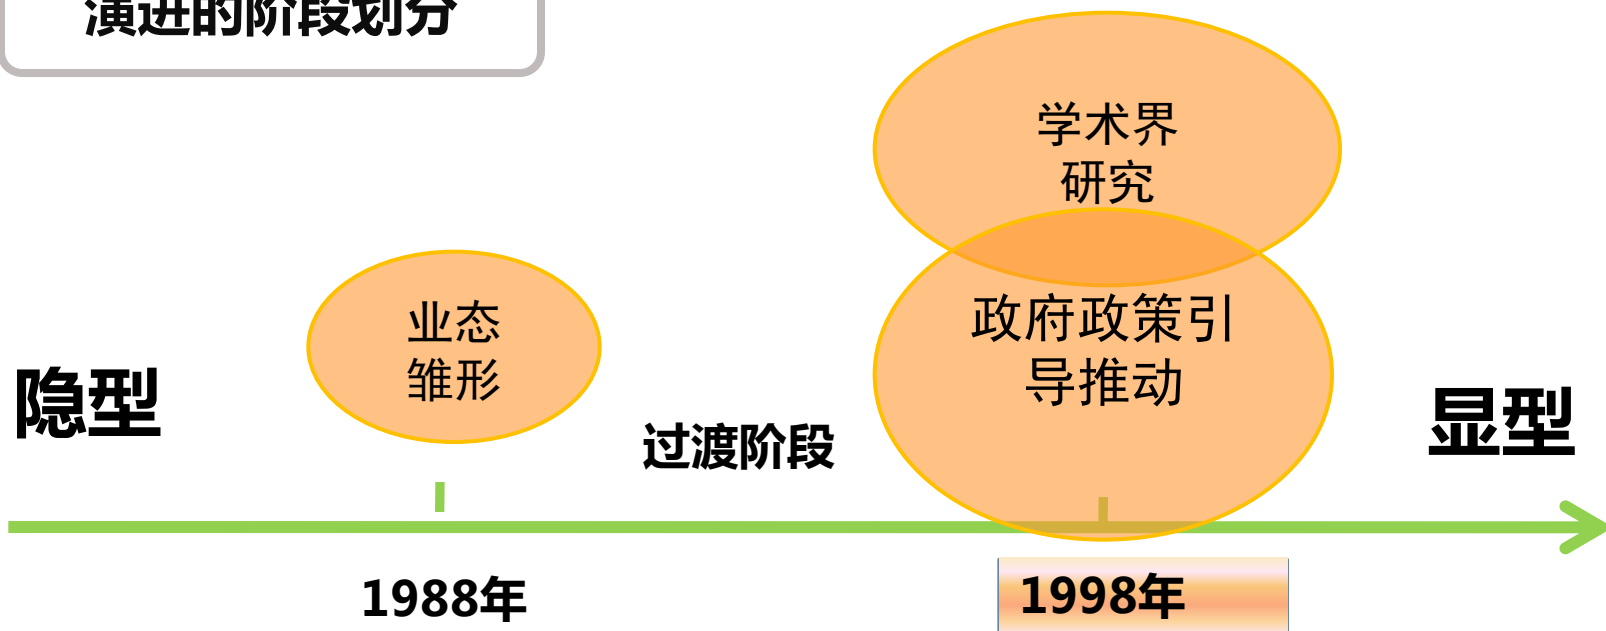 演进的阶段划分
学术界
研究
业态
雏形
政府政策引
导推动
隐型
过渡阶段
显型
1988年
1998年